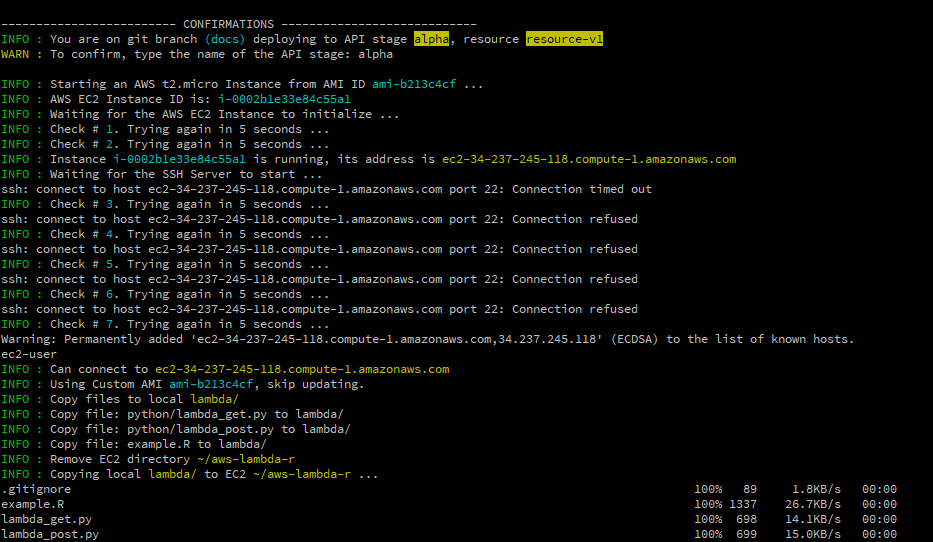 ------------------------- CONFIRMATIONS ----------------------------
INFO : You are on git branch (docs) deploying to API stage alpha, resource resource-v1
WARN : To confirm, type the name of the API stage: alpha
INFO : Starting an AWS t2.micro Instance from AMI ID ami-b213c4cf ...
INFO : AWS EC2 Instance ID is: i-0002b1e33e84c55a1
INFO : Waiting for the AWS EC2 Instance to initialize ...
INFO : Check # 1. Trying again in 5 seconds ...
INFO : Check # 2. Trying again in 5 seconds ...
INFO : Instance i-0002b1e33e84c55a1 is running, its address is ec2-34-237-245-118.compute-1.amazonaws.com
INFO : Waiting for the SSH Server to start ...
ssh: connect to host ec2-34-237-245-118.compute-1.amazonaws.com port 22: Connection timed out
INFO : Check # 3. Trying again in 5 seconds ...
ssh: connect to host ec2-34-237-245-118.compute-1.amazonaws.com port 22: Connection refused
INFO : Check # 4. Trying again in 5 seconds ...
ssh: connect to host ec2-34-237-245-118.compute-1.amazonaws.com port 22: Connection refused
INFO : Check # 5. Trying again in 5 seconds ...
ssh: connect to host ec2-34-237-245-118.compute-1.amazonaws.com port 22: Connection refused
INFO : Check # 6. Trying again in 5 seconds ...
ssh: connect to host ec2-34-237-245-118.compute-1.amazonaws.com port 22: Connection refused
INFO : Check # 7. Trying again in 5 seconds ...
Warning: Permanently added 'ec2-34-237-245-118.compute-1.amazonaws.com,34.237.245.118' (ECDSA) to the list of known hosts.
ec2-user
INFO : Can connect to ec2-34-237-245-118.compute-1.amazonaws.com
INFO : Using Custom AMI ami-b213c4cf, skip updating.
INFO : Copy files to local lambda/
INFO : Copy file: python/lambda_get.py to lambda/
INFO : Copy file: python/lambda_post.py to lambda/
INFO : Copy file: example.R to lambda/
INFO : Remove EC2 directory ~/aws-lambda-r
INFO : Copying local lambda/ to EC2 ~/aws-lambda-r ...
.gitignore 100% 89 1.8KB/s 00:00
example.R 100% 1337 26.7KB/s 00:00
lambda_get.py 100% 698 14.1KB/s 00:00
lambda_post.py 100% 699 15.0KB/s 00:00